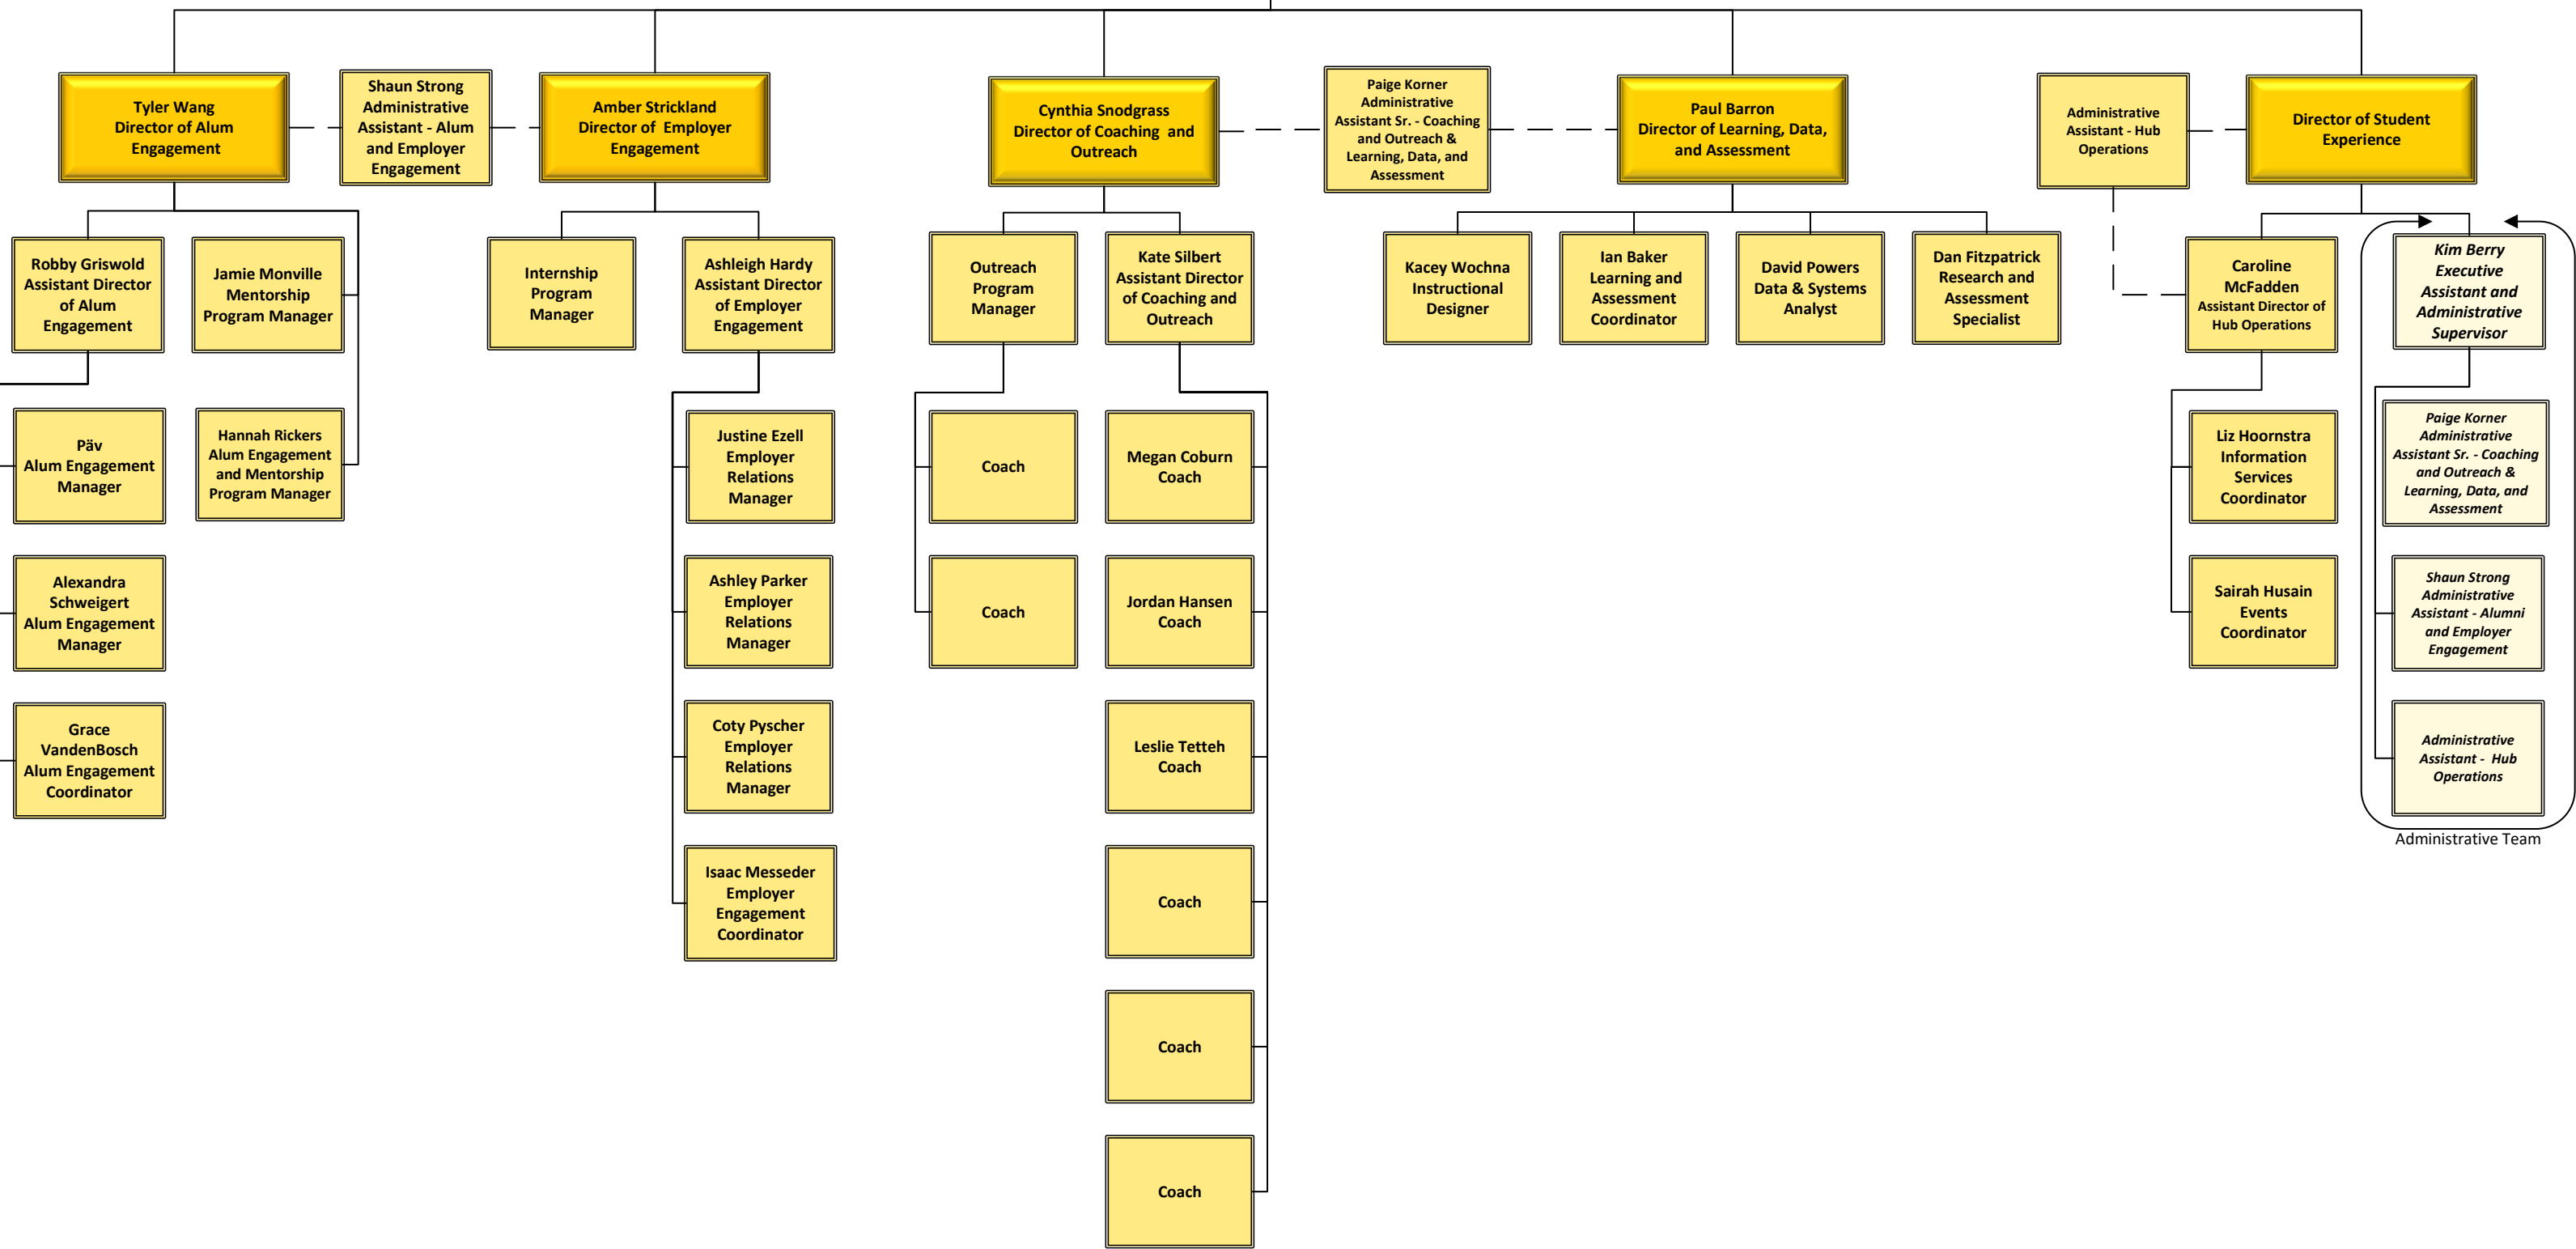 Tyler Wang
Director of Alum
Engagement
Shaun Strong
Administrative
Assistant - Alum
and Employer
Engagement
Amber Strickland
Director of Employer
Engagement
Cynthia Snodgrass
Director of Coaching and
Outreach
Paige Korner
Administrative
Assistant Sr. - Coaching
and Outreach &
Learning, Data, and
Assessment
Paul Barron
Director of Learning, Data,
and Assessment
Administrative
Assistant - Hub
Operations
Director of Student
Experience
Robby Griswold
Assistant Director
of Alum
Engagement
Jamie Monville
Mentorship
Program Manager
Internship
Program
Manager
Ashleigh Hardy
Assistant Director
of Employer
Engagement
Outreach
Program
Manager
Kate Silbert
Assistant Director
of Coaching and
Outreach
Kacey Wochna
Instructional
Designer
Ian Baker
Learning and
Assessment
Coordinator
David Powers
Data & Systems
Analyst
Dan Fitzpatrick
Research and
Assessment
Specialist
Caroline
McFadden
Assistant Director of
Hub Operations
Kim Berry
Executive
Assistant and
Administrative
Supervisor
Päv
Alum Engagement
Manager
Hannah Rickers
Alum Engagement
and Mentorship
Program Manager
Justine Ezell
Employer
Relations
Manager
Coach
Megan Coburn
Coach
Liz Hoornstra
Information
Services
Coordinator
Paige Korner
Administrative
Assistant Sr. - Coaching
and Outreach &
Learning, Data, and
Assessment
Alexandra
Schweigert
Alum Engagement
Manager
Ashley Parker
Employer
Relations
Manager
Coach
Jordan Hansen
Coach
Sairah Husain
Events
Coordinator
Shaun Strong
Administrative
Assistant - Alumni
and Employer
Engagement
Grace
VandenBosch
Alum Engagement
Coordinator
Coty Pyscher
Employer
Relations
Manager
Leslie Tetteh
Coach
Administrative
Assistant - Hub
Operations
Administrative Team
Isaac Messeder
Employer
Engagement
Coordinator
Coach
Coach
Coach